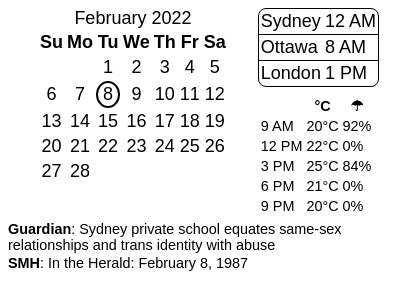 February 2022
Su Mo Tu We Th Fr Sa
1 2 3 4 5
6 7 8 9 10 11 12
13 14 15 16 17 18 19
20 21 22 23 24 25 26
27 28
Sydney 12 AM
Ottawa 8 AM
London 1 PM
°C ☂
9 AM 20°C 92%
12 PM 22°C 0%
3 PM 25°C 84%
6 PM 21°C 0%
9 PM 20°C 0%
Guardian: Sydney private school equates same-sex
relationships and trans identity with abuse
SMH: In the Herald: February 8, 1987